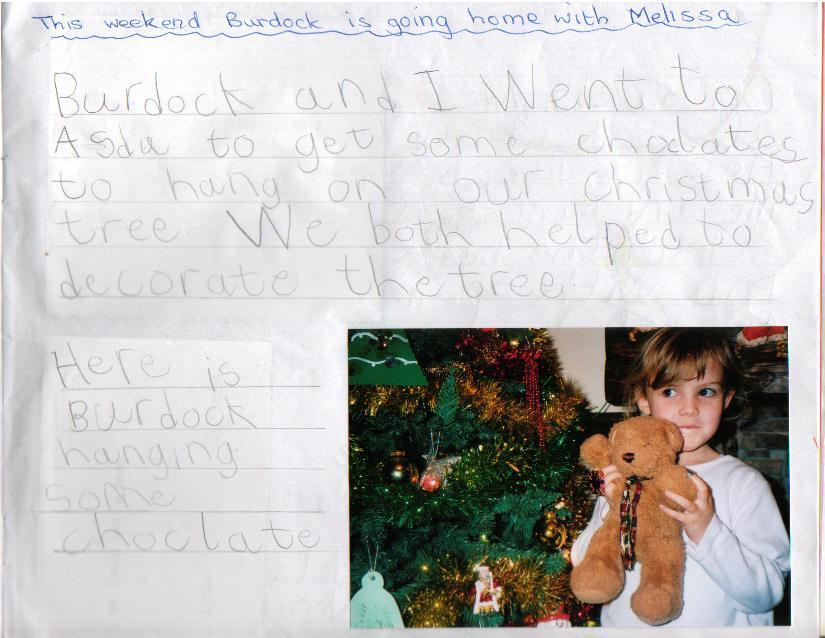 This weekend Burdock is going home with Melissa
Burdock and I Went to
Asda to get some choclates
to hang on our christmas
tree. We both helped to
decorate the tree.
Here is
Burdock
hanging
some
choclate